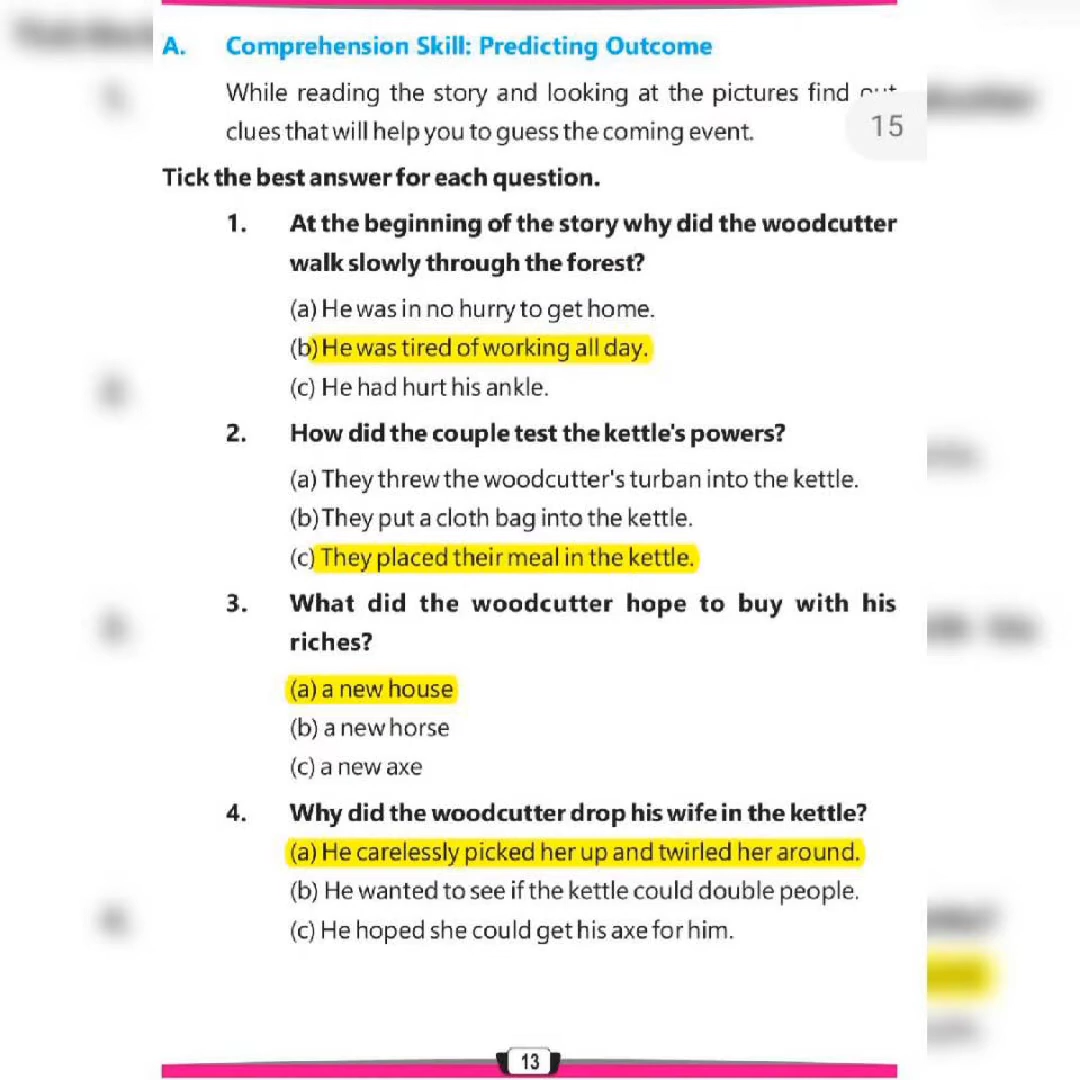 A. Comprehension Skill: Predicting Outcome
While reading the story and looking at the pictures find out
clues that will help you to guess the coming event.
15
Tick the best answer for each question.
1. At the beginning of the story why did the woodcutter
walk slowly through the forest?
(a) He was in no hurry to get home.
(b) He was tired of working all day.
(c) He had hurt his ankle.
2. How did the couple test the kettle's powers?
(a) They threw the woodcutter's turban into the kettle.
(b) They put a cloth bag into the kettle.
(c) They placed their meal in the kettle.
3. What did the woodcutter hope to buy with his
riches?
(a) a new house
(b) a new horse
(c) a new axe
4. Why did the woodcutter drop his wife in the kettle?
(a) He carelessly picked her up and twirled her around.
(b) He wanted to see if the kettle could double people.
(c) He hoped she could get his axe for him.
13